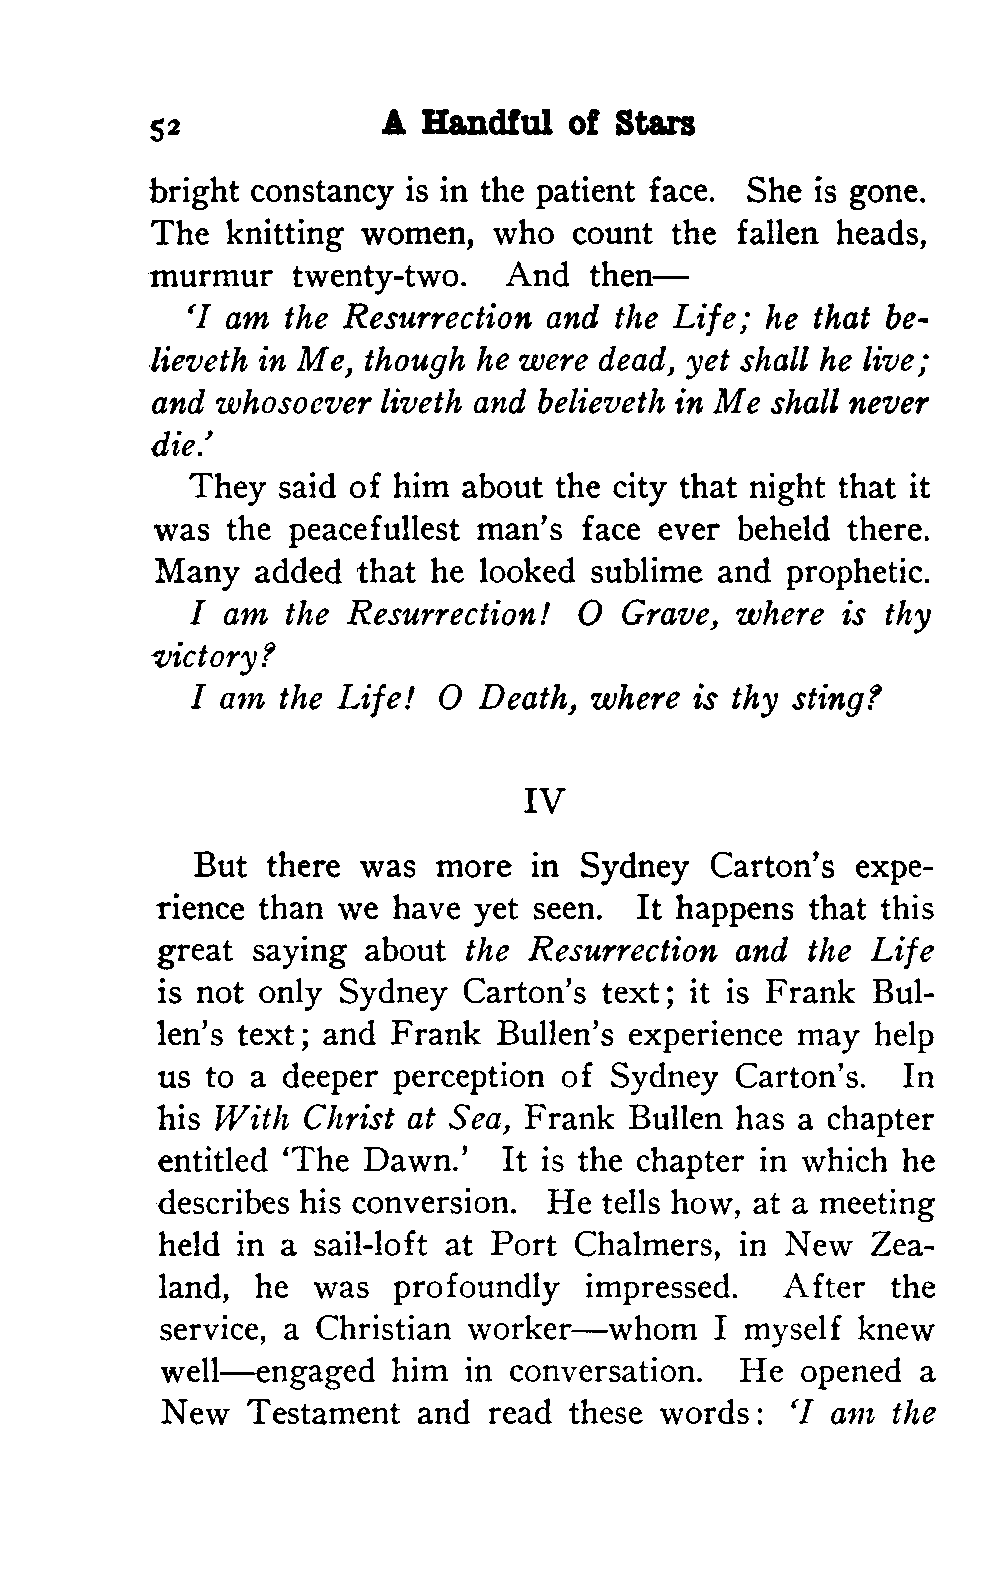 52 A Handful of Stars
bright constancy is in the patient face. She is gone.
The knitting women, who count the fallen heads,
murmur twenty-two. And then—
‘I am the Resurrection and the Life; he that be-
lieveth in Me, though he were dead, yet shall he live;
and whosoever liveth and believeth in Me shall never
die.’
They said of him about the city that night that it
was the peacefullest man's face ever beheld there.
Many added that he looked sublime and prophetic.
I am the Resurrection! O Grave, where is thy
victory?
I am the Life! O Death, where is thy sting?
IV
But there was more in Sydney Carton's expe-
rience than we have yet seen. It happens that this
great saying about the Resurrection and the Life
is not only Sydney Carton's text; it is Frank Bul-
len's text; and Frank Bullen's experience may help
us to a deeper perception of Sydney Carton's. In
his With Christ at Sea, Frank Bullen has a chapter
entitled ‘The Dawn.’ It is the chapter in which he
describes his conversion. He tells how, at a meeting
held in a sail-loft at Port Chalmers, in New Zea-
land, he was profoundly impressed. After the
service, a Christian worker—whom I myself knew
well—engaged him in conversation. He opened a
New Testament and read these words: ‘I am the